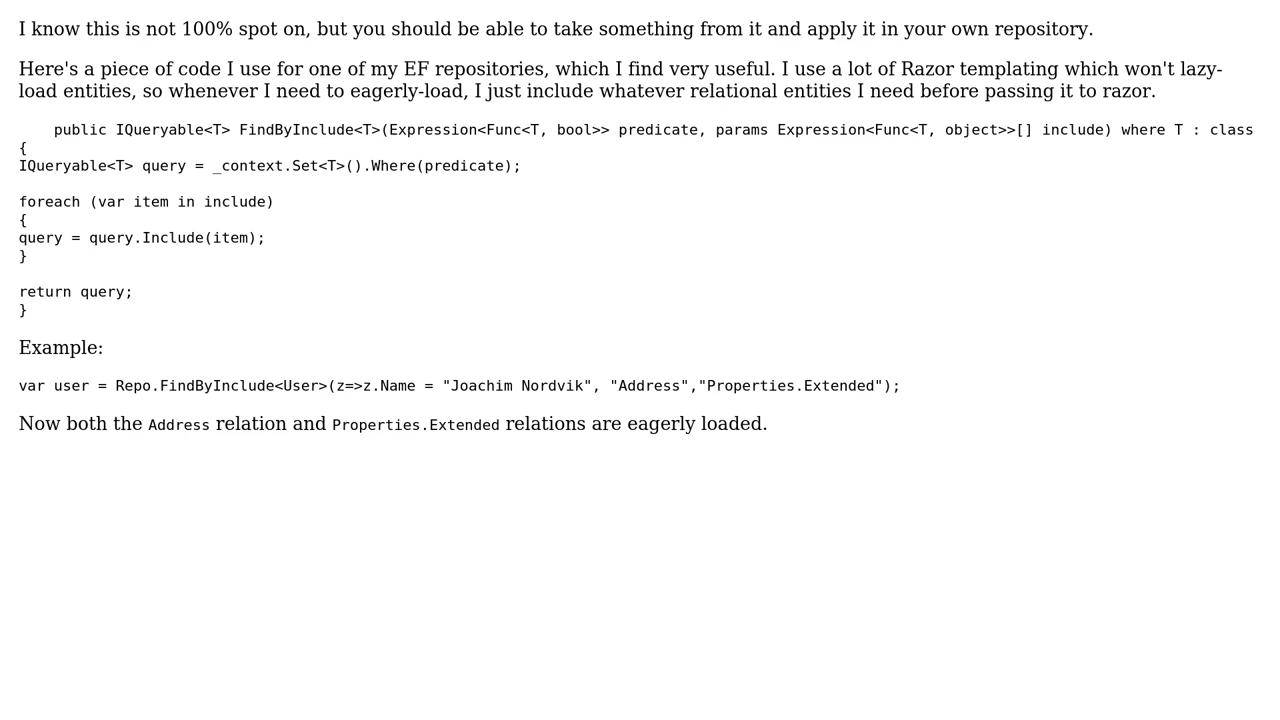 I know this is not 100% spot on, but you should be able to take something from it and apply it in your own repository.
Here's a piece of code I use for one of my EF repositories, which I find very useful. I use a lot of Razor templating which won't lazy-
load entities, so whenever I need to eagerly-load, I just include whatever relational entities I need before passing it to razor.
    public IQueryable<T> FindByInclude<T>(Expression<Func<T, bool>> predicate, params Expression<Func<T, object>>[] include) where T : class
{
IQueryable<T> query = _context.Set<T>().Where(predicate);
foreach (var item in include)
{
query = query.Include(item);
}
return query;
}
Example:
var user = Repo.FindByInclude<User>(z=>z.Name = "Joachim Nordvik", "Address","Properties.Extended");
Now both the Address relation and Properties.Extended relations are eagerly loaded.